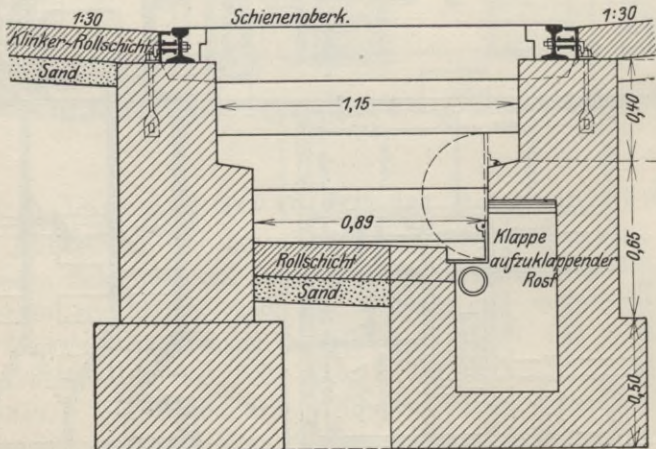 1:30
Schienenoberk.
1:30
Klinker-Rollschicht
Sand
1,15
0,40
0,89
Klappe
aufzuklappender
Rost
0,65
Rollschicht
Sand
0,50